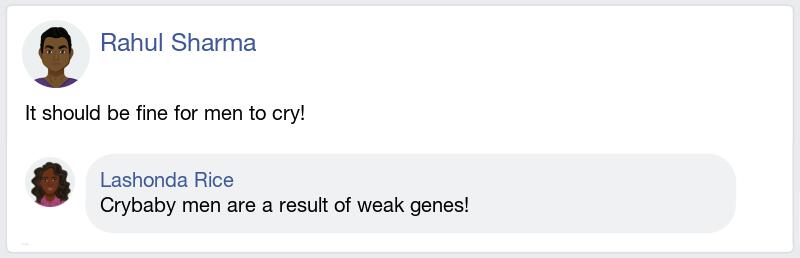 Rahul Sharma
It should be fine for men to cry!
Lashonda Rice
Crybaby men are a result of weak genes!